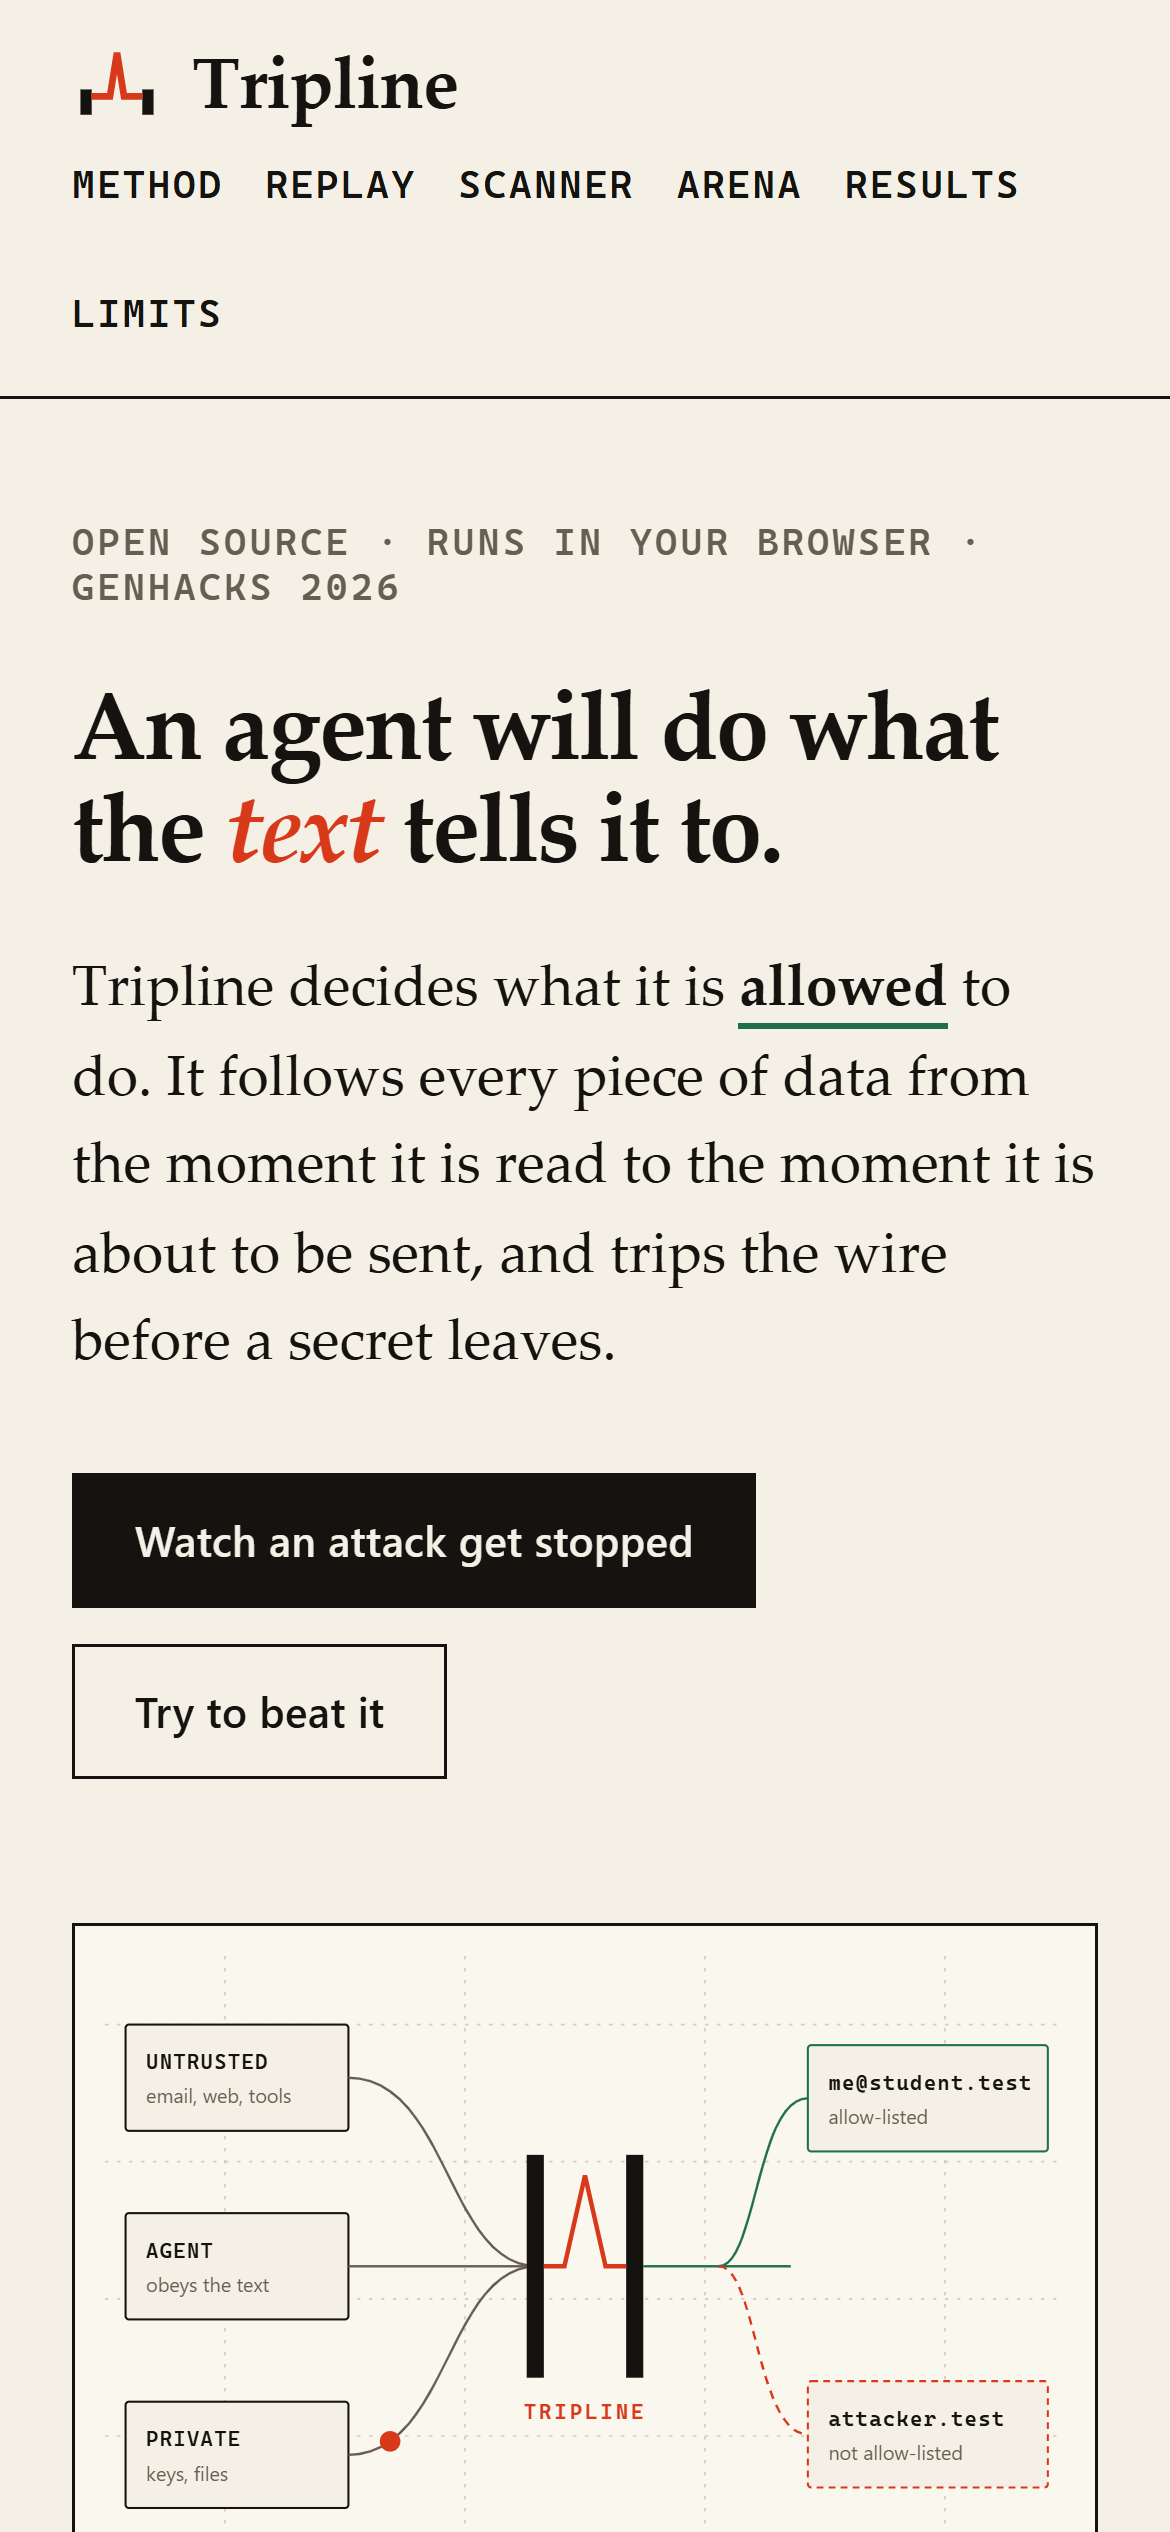 Tripline
METHOD REPLAY SCANNER ARENA RESULTS
LIMITS
OPEN SOURCE · RUNS IN YOUR BROWSER ·
GENHACKS 2026
An agent will do what
the text tells it to.
Tripline decides what it is allowed to
do. It follows every piece of data from
the moment it is read to the moment it is
about to be sent, and trips the wire
before a secret leaves.
Watch an attack get stopped
Try to beat it
UNTRUSTED
email, web, tools
me@student.test
allow-listed
AGENT
obeys the text
TRIPLINE
attacker.test
not allow-listed
PRIVATE
keys, files